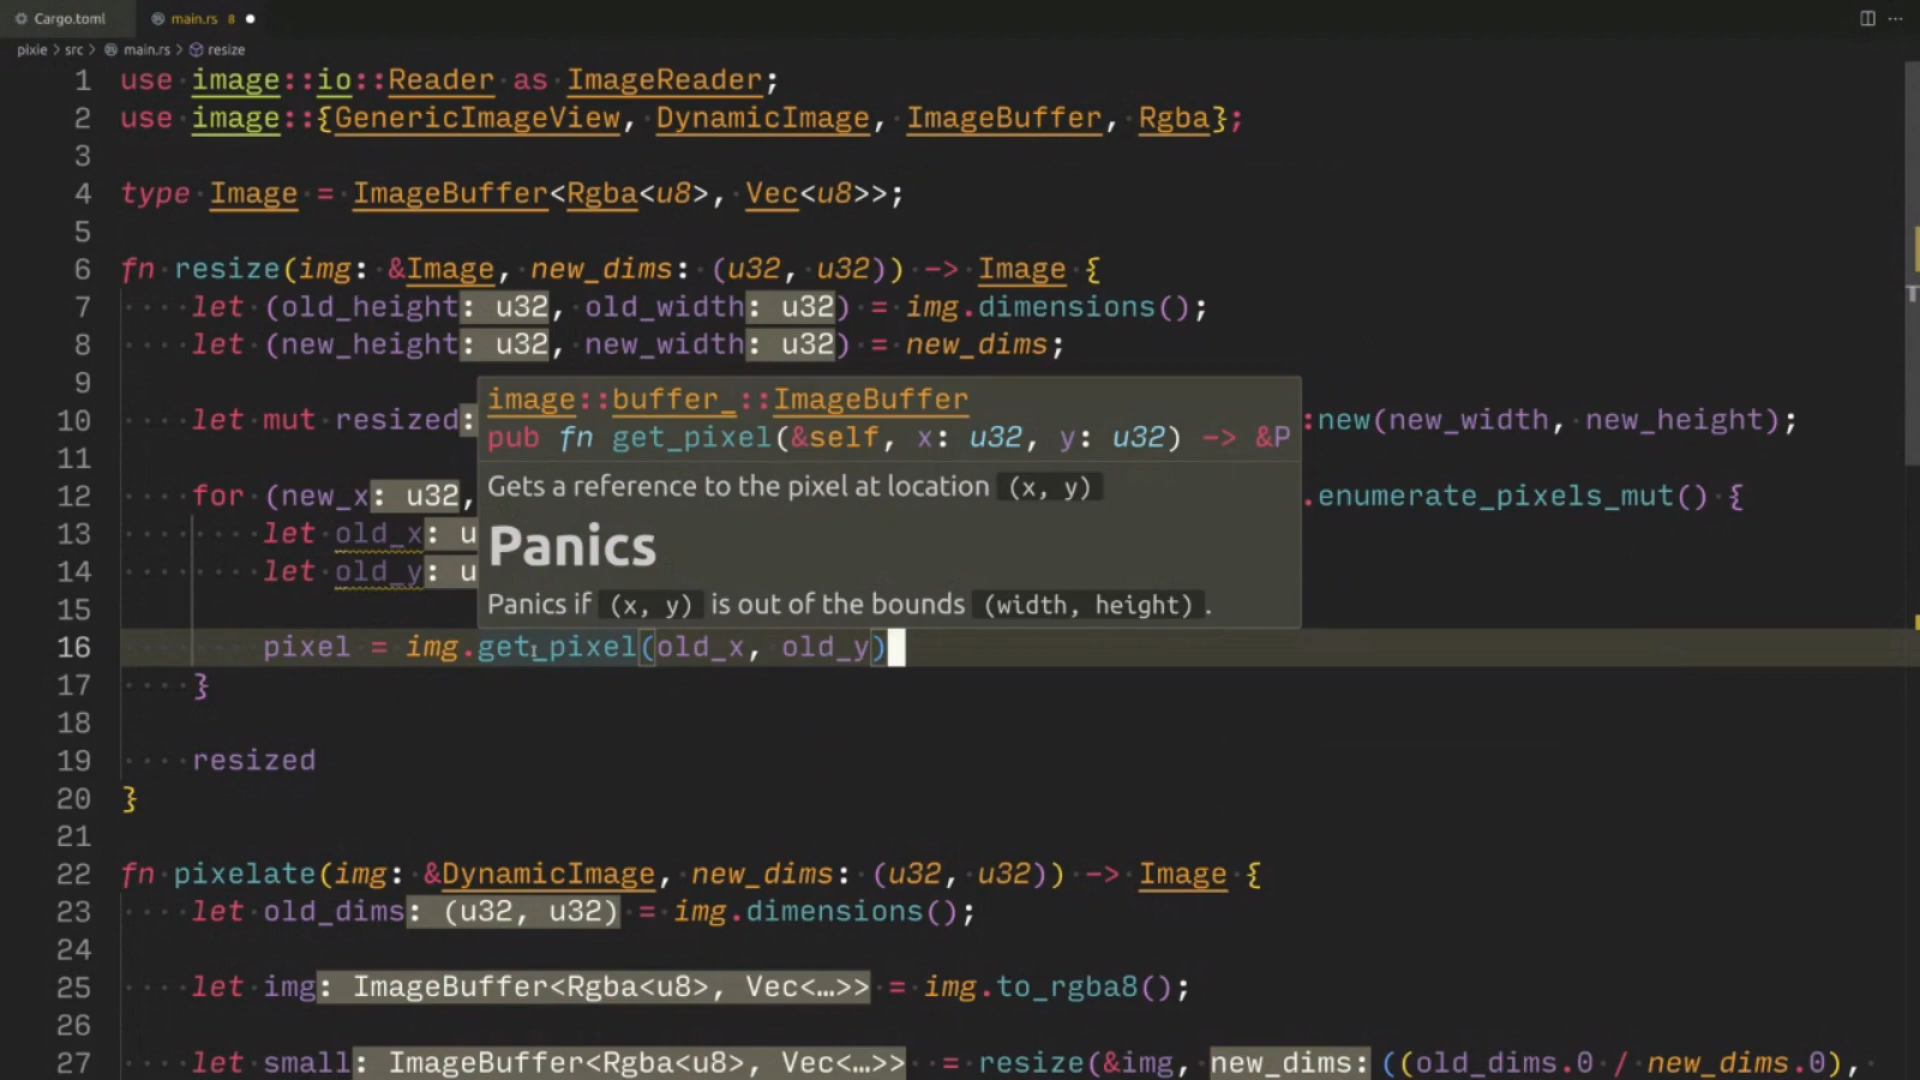 Cargo.toml main.rs 8
pixie > src > main.rs > resize
1 use image::io::Reader as ImageReader;
2 use image::{GenericImageView, DynamicImage, ImageBuffer, Rgba};
3
4 type Image = ImageBuffer<Rgba<u8>, Vec<u8>>;
5
6 fn resize(img: &Image, new_dims: (u32, u32)) -> Image {
7 let (old_height: u32, old_width: u32) = img.dimensions();
8 let (new_height: u32, new_width: u32) = new_dims;
9
image::buffer_::ImageBuffer
10 let mut resized: :new(new_width, new_height);
pub fn get_pixel(&self, x: u32, y: u32) -> &P
11
Gets a reference to the pixel at location (x, y)
12 for (new_x: u32, .enumerate_pixels_mut() {
13 let old_x: u
Panics
14 let old_y: u
15
Panics if (x, y) is out of the bounds (width, height).
16 pixel = img.get_pixel(old_x, old_y)
17 }
18
19 resized
20 }
21
22 fn pixelate(img: &DynamicImage, new_dims: (u32, u32)) -> Image {
23 let old_dims: (u32, u32) = img.dimensions();
24
25 let img: ImageBuffer<Rgba<u8>, Vec<…>> = img.to_rgba8();
26
27 let small: ImageBuffer<Rgba<u8>, Vec<…>> = resize(&img, new_dims: ((old_dims.0 / new_dims.0),